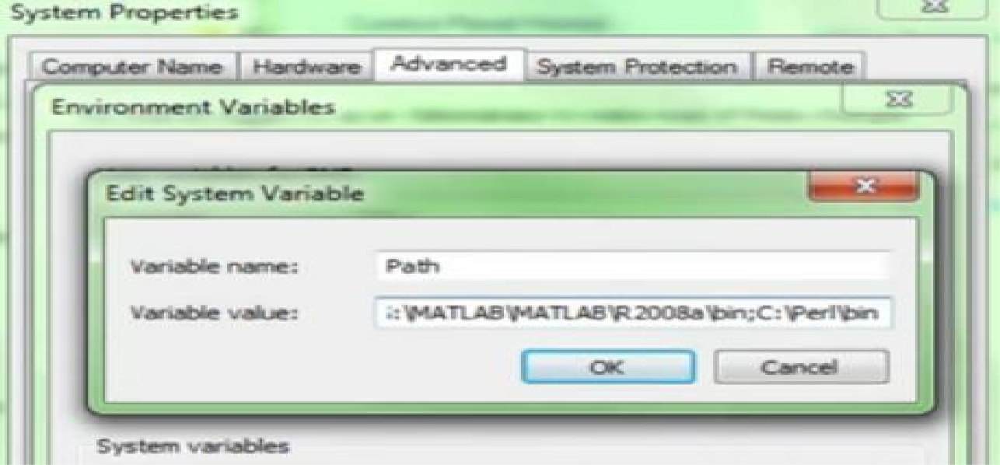 System Properties
Computer Name Hardware Advanced System Protection Remote
Environment Variables
Edit System Variable
Variable name: Path
Variable value: :\MATLAB\MATLAB\R2008a\bin;C:\Perl\bin
OK Cancel
System variables